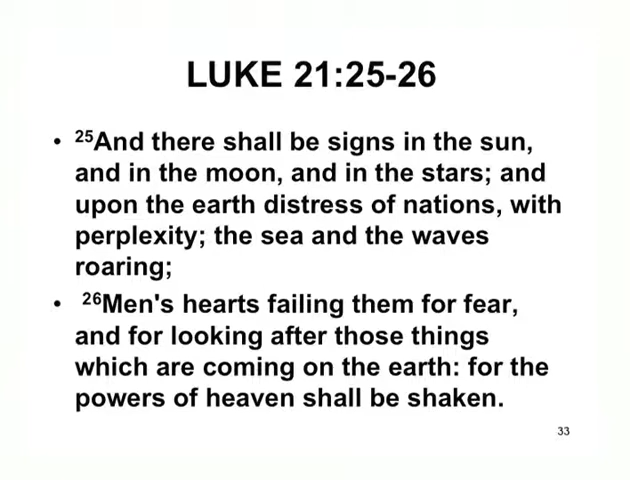 LUKE 21:25-26
• 25And there shall be signs in the sun,
and in the moon, and in the stars; and
upon the earth distress of nations, with
perplexity; the sea and the waves
roaring;
• 26Men's hearts failing them for fear,
and for looking after those things
which are coming on the earth: for the
powers of heaven shall be shaken.
33